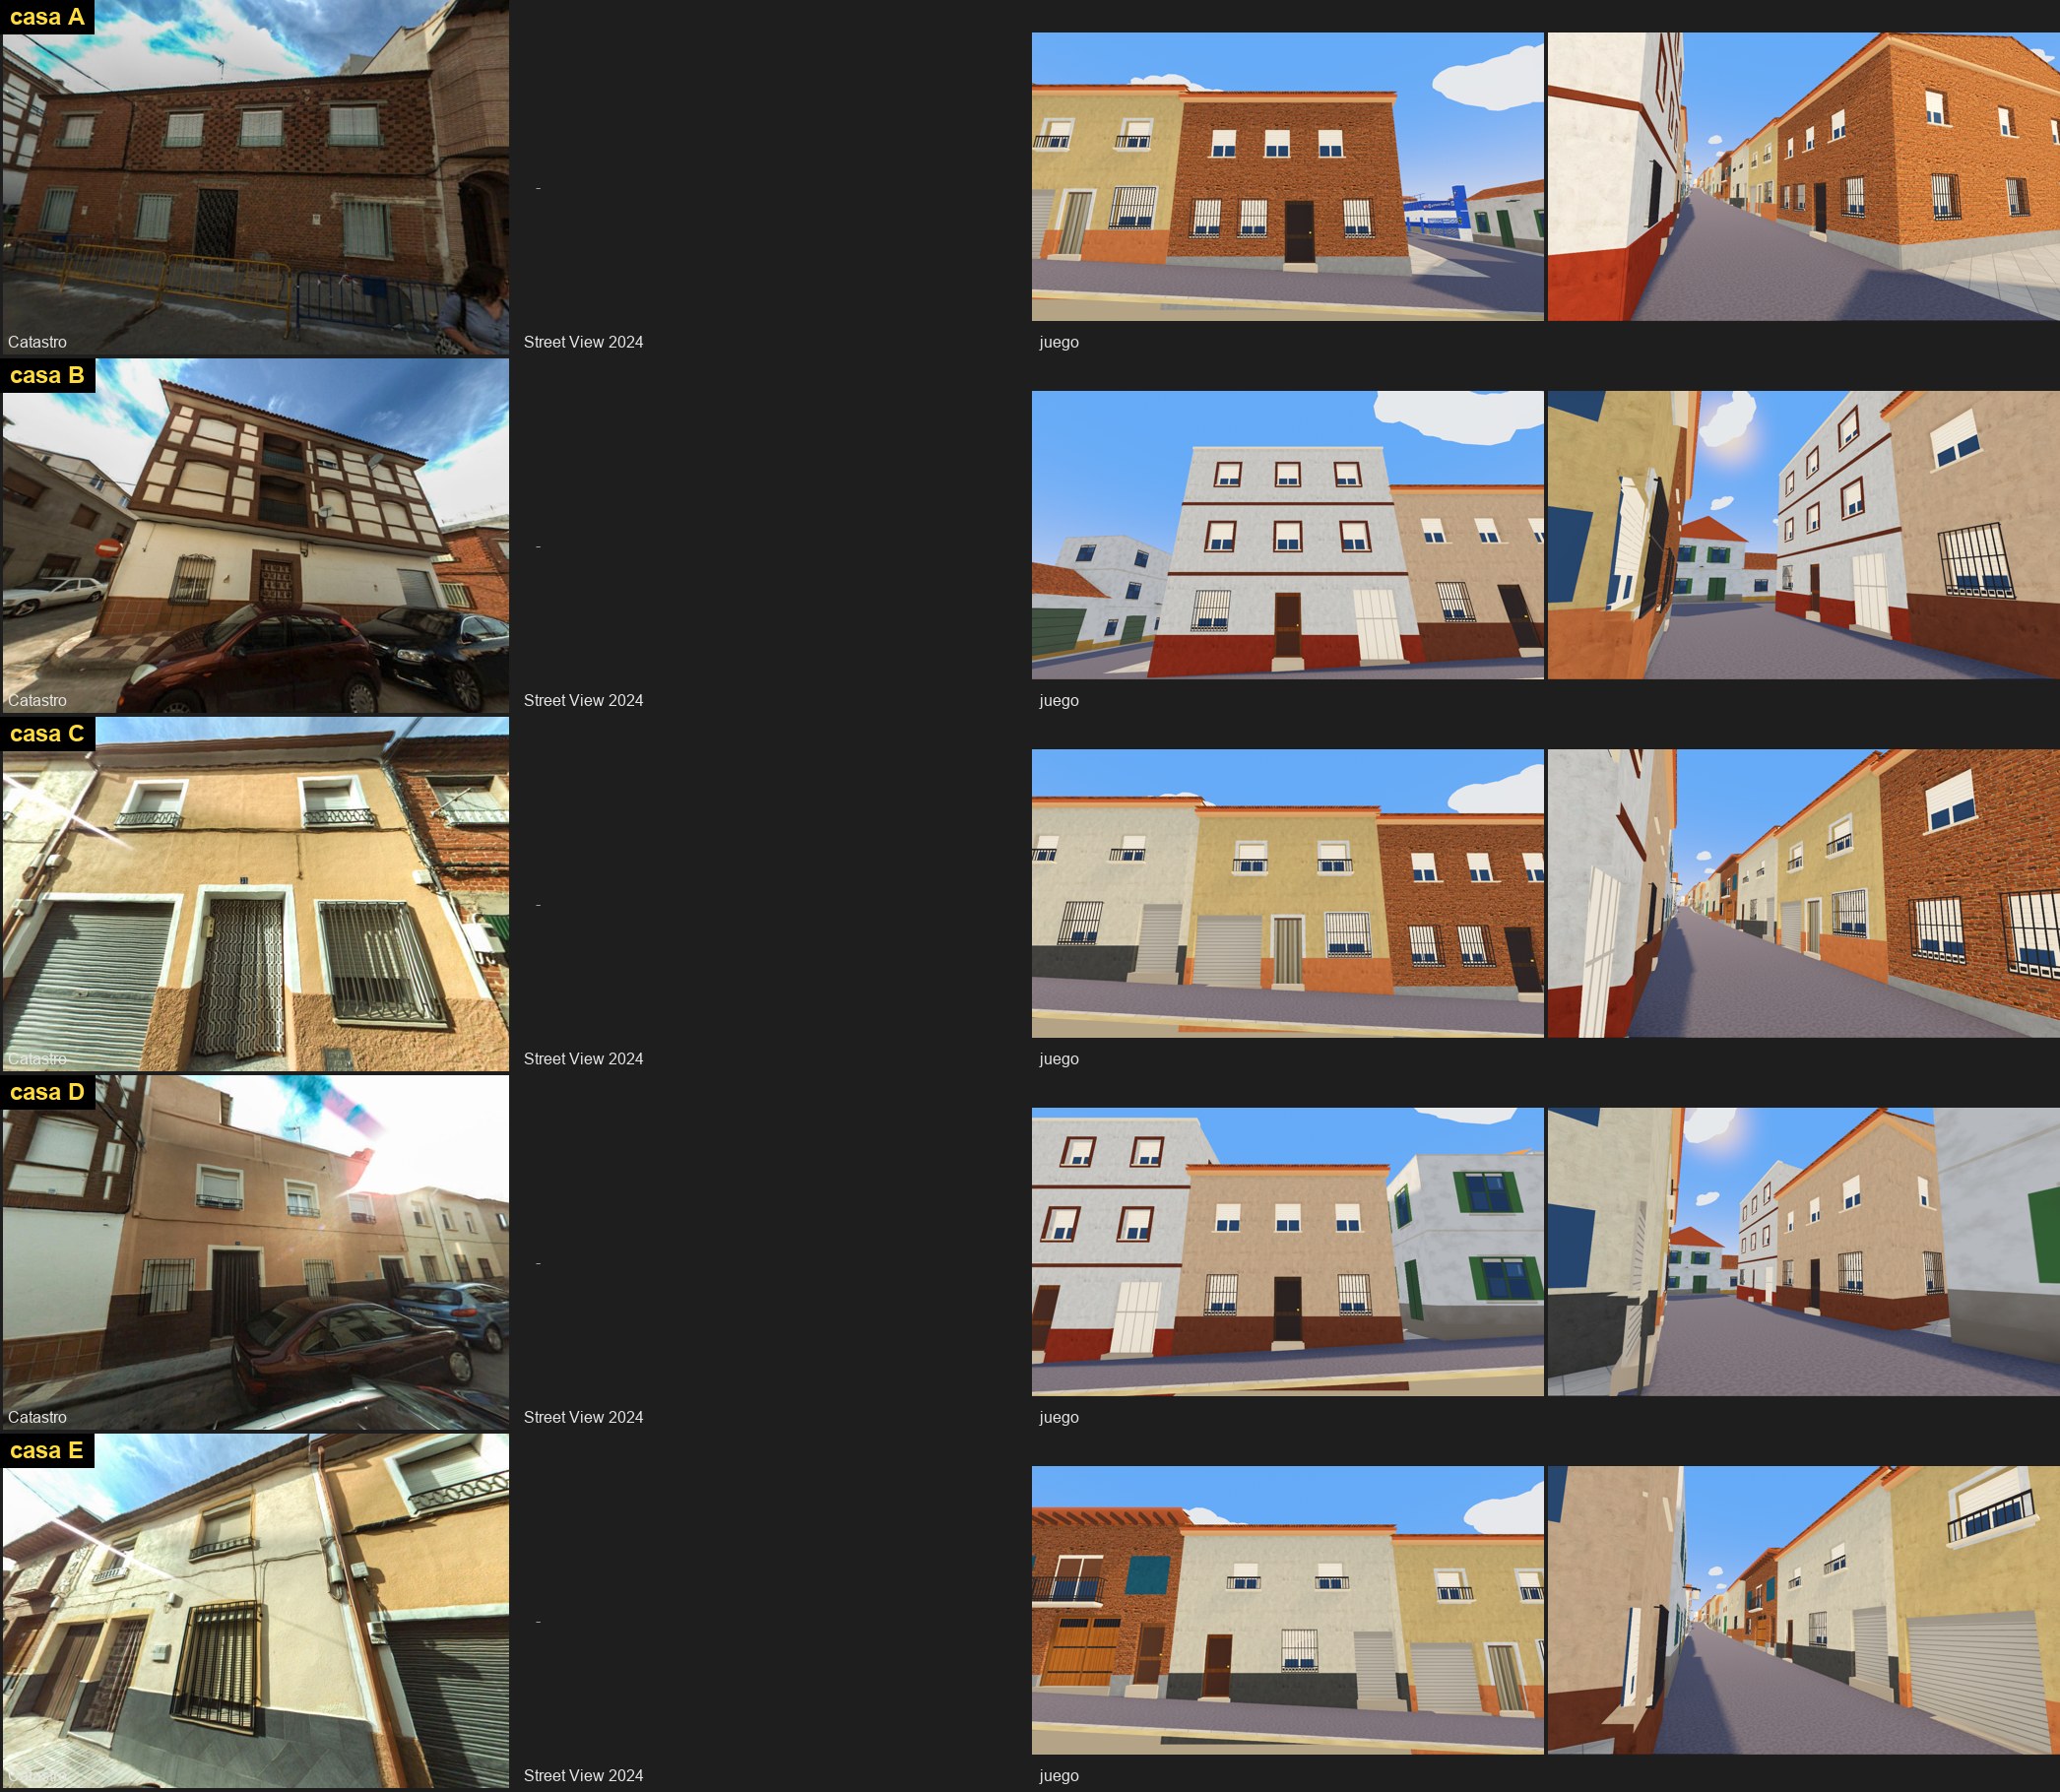 casa A
Catastro
-
Street View 2024
juego
casa B
Catastro
-
Street View 2024
juego
casa C
Catastro
-
Street View 2024
juego
casa D
Catastro
-
Street View 2024
juego
casa E
Catastro
-
Street View 2024
juego